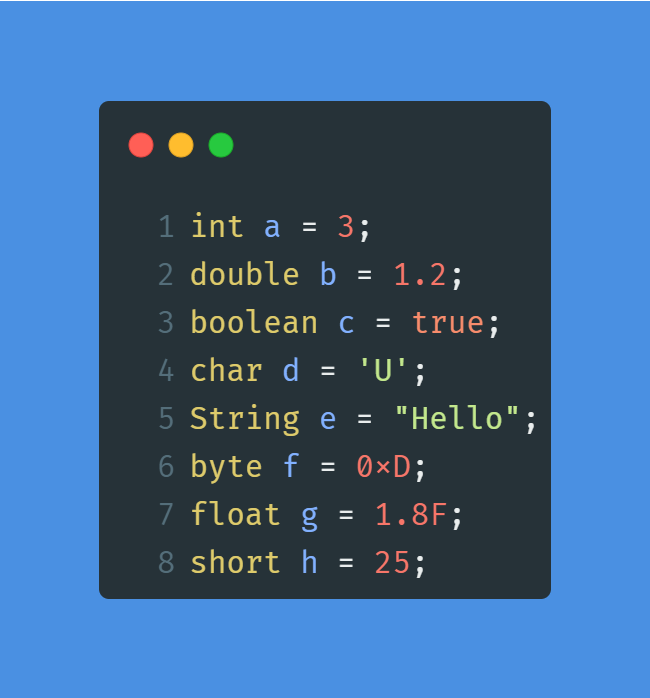 1 int a = 3;
2 double b = 1.2;
3 boolean c = true;
4 char d = 'U';
5 String e = "Hello";
6 byte f = 0×D;
7 float g = 1.8F;
8 short h = 25;